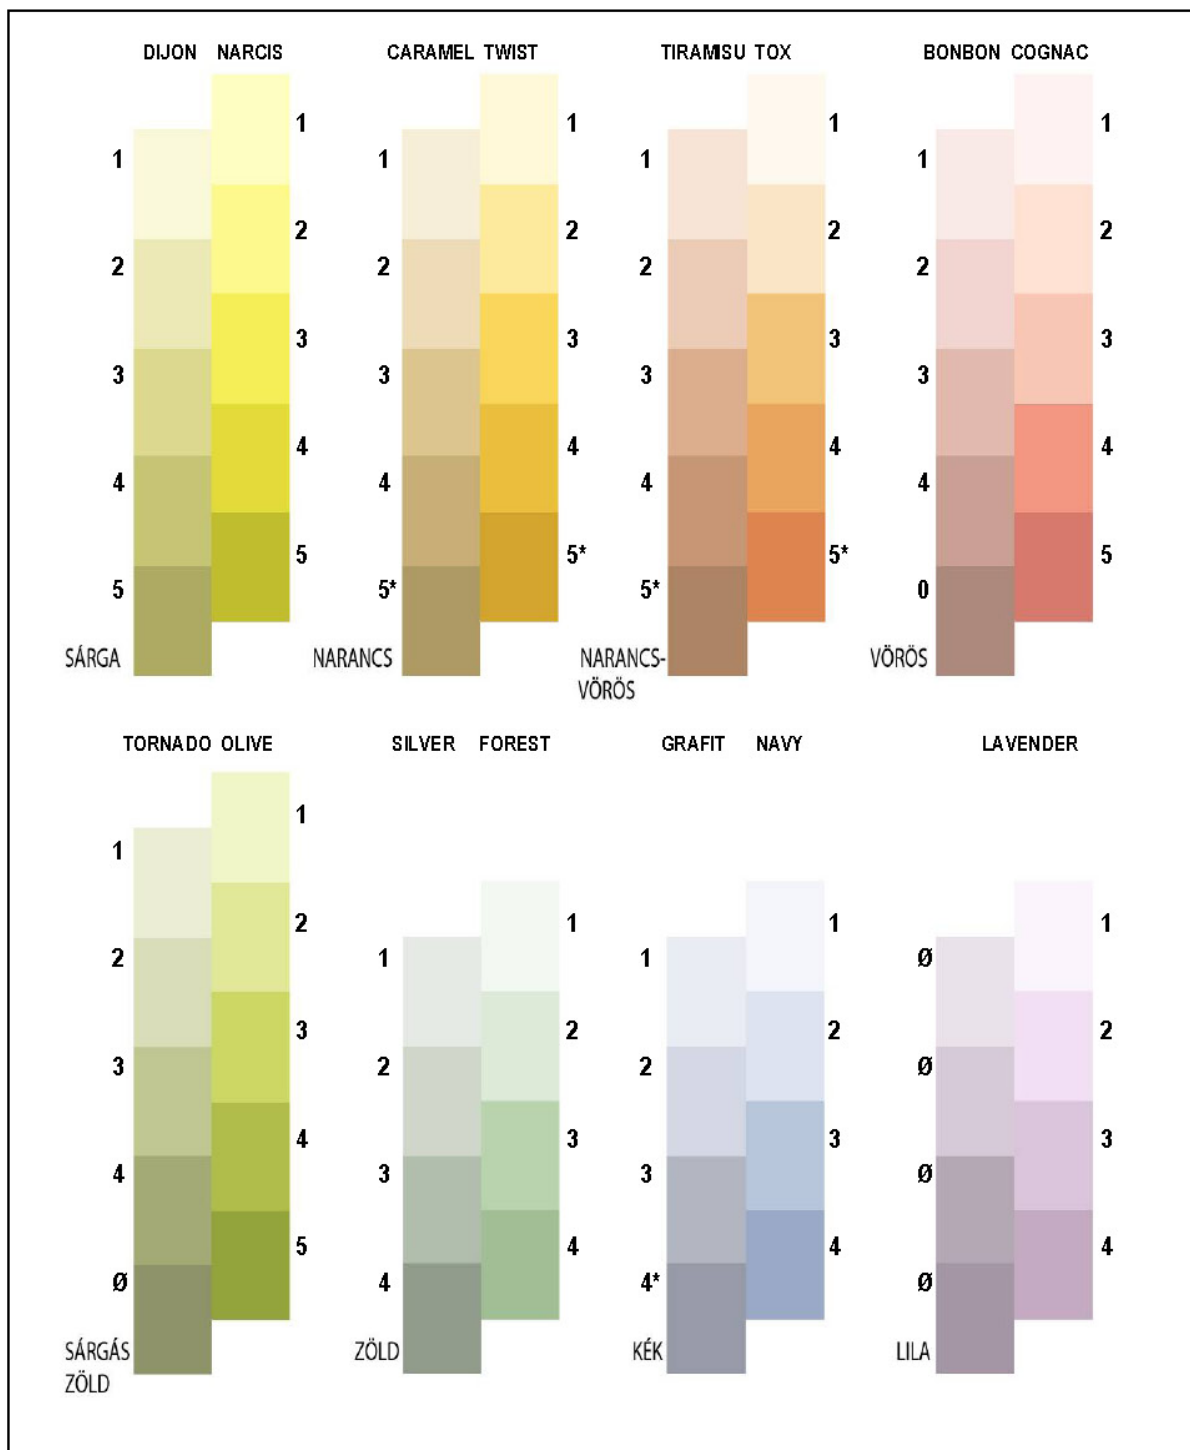 DIJON NARCIS CARAMEL TWIST TIRAMISU TOX BONBON COGNAC
1 1 1 1
1 1 1 1
2 2 2 2
2 2 2 2
3 3 3 3
3 3 3 3
4 4 4 4
4 4 4 4
5 5* 5* 5
5 5* 5* 0
SÁRGA NARANCS NARANCS- VÖRÖS
VÖRÖS
TORNADO OLIVE SILVER FOREST GRAFIT NAVY LAVENDER
1
1
2 1 1 1
2 1 1 Ø
3 2 2 2
3 2 2 Ø
4 3 3 3
4 3 3 Ø
5 4 4 4
Ø 4 4* Ø
SÁRGÁS ZÖLD KÉK LILA
ZÖLD